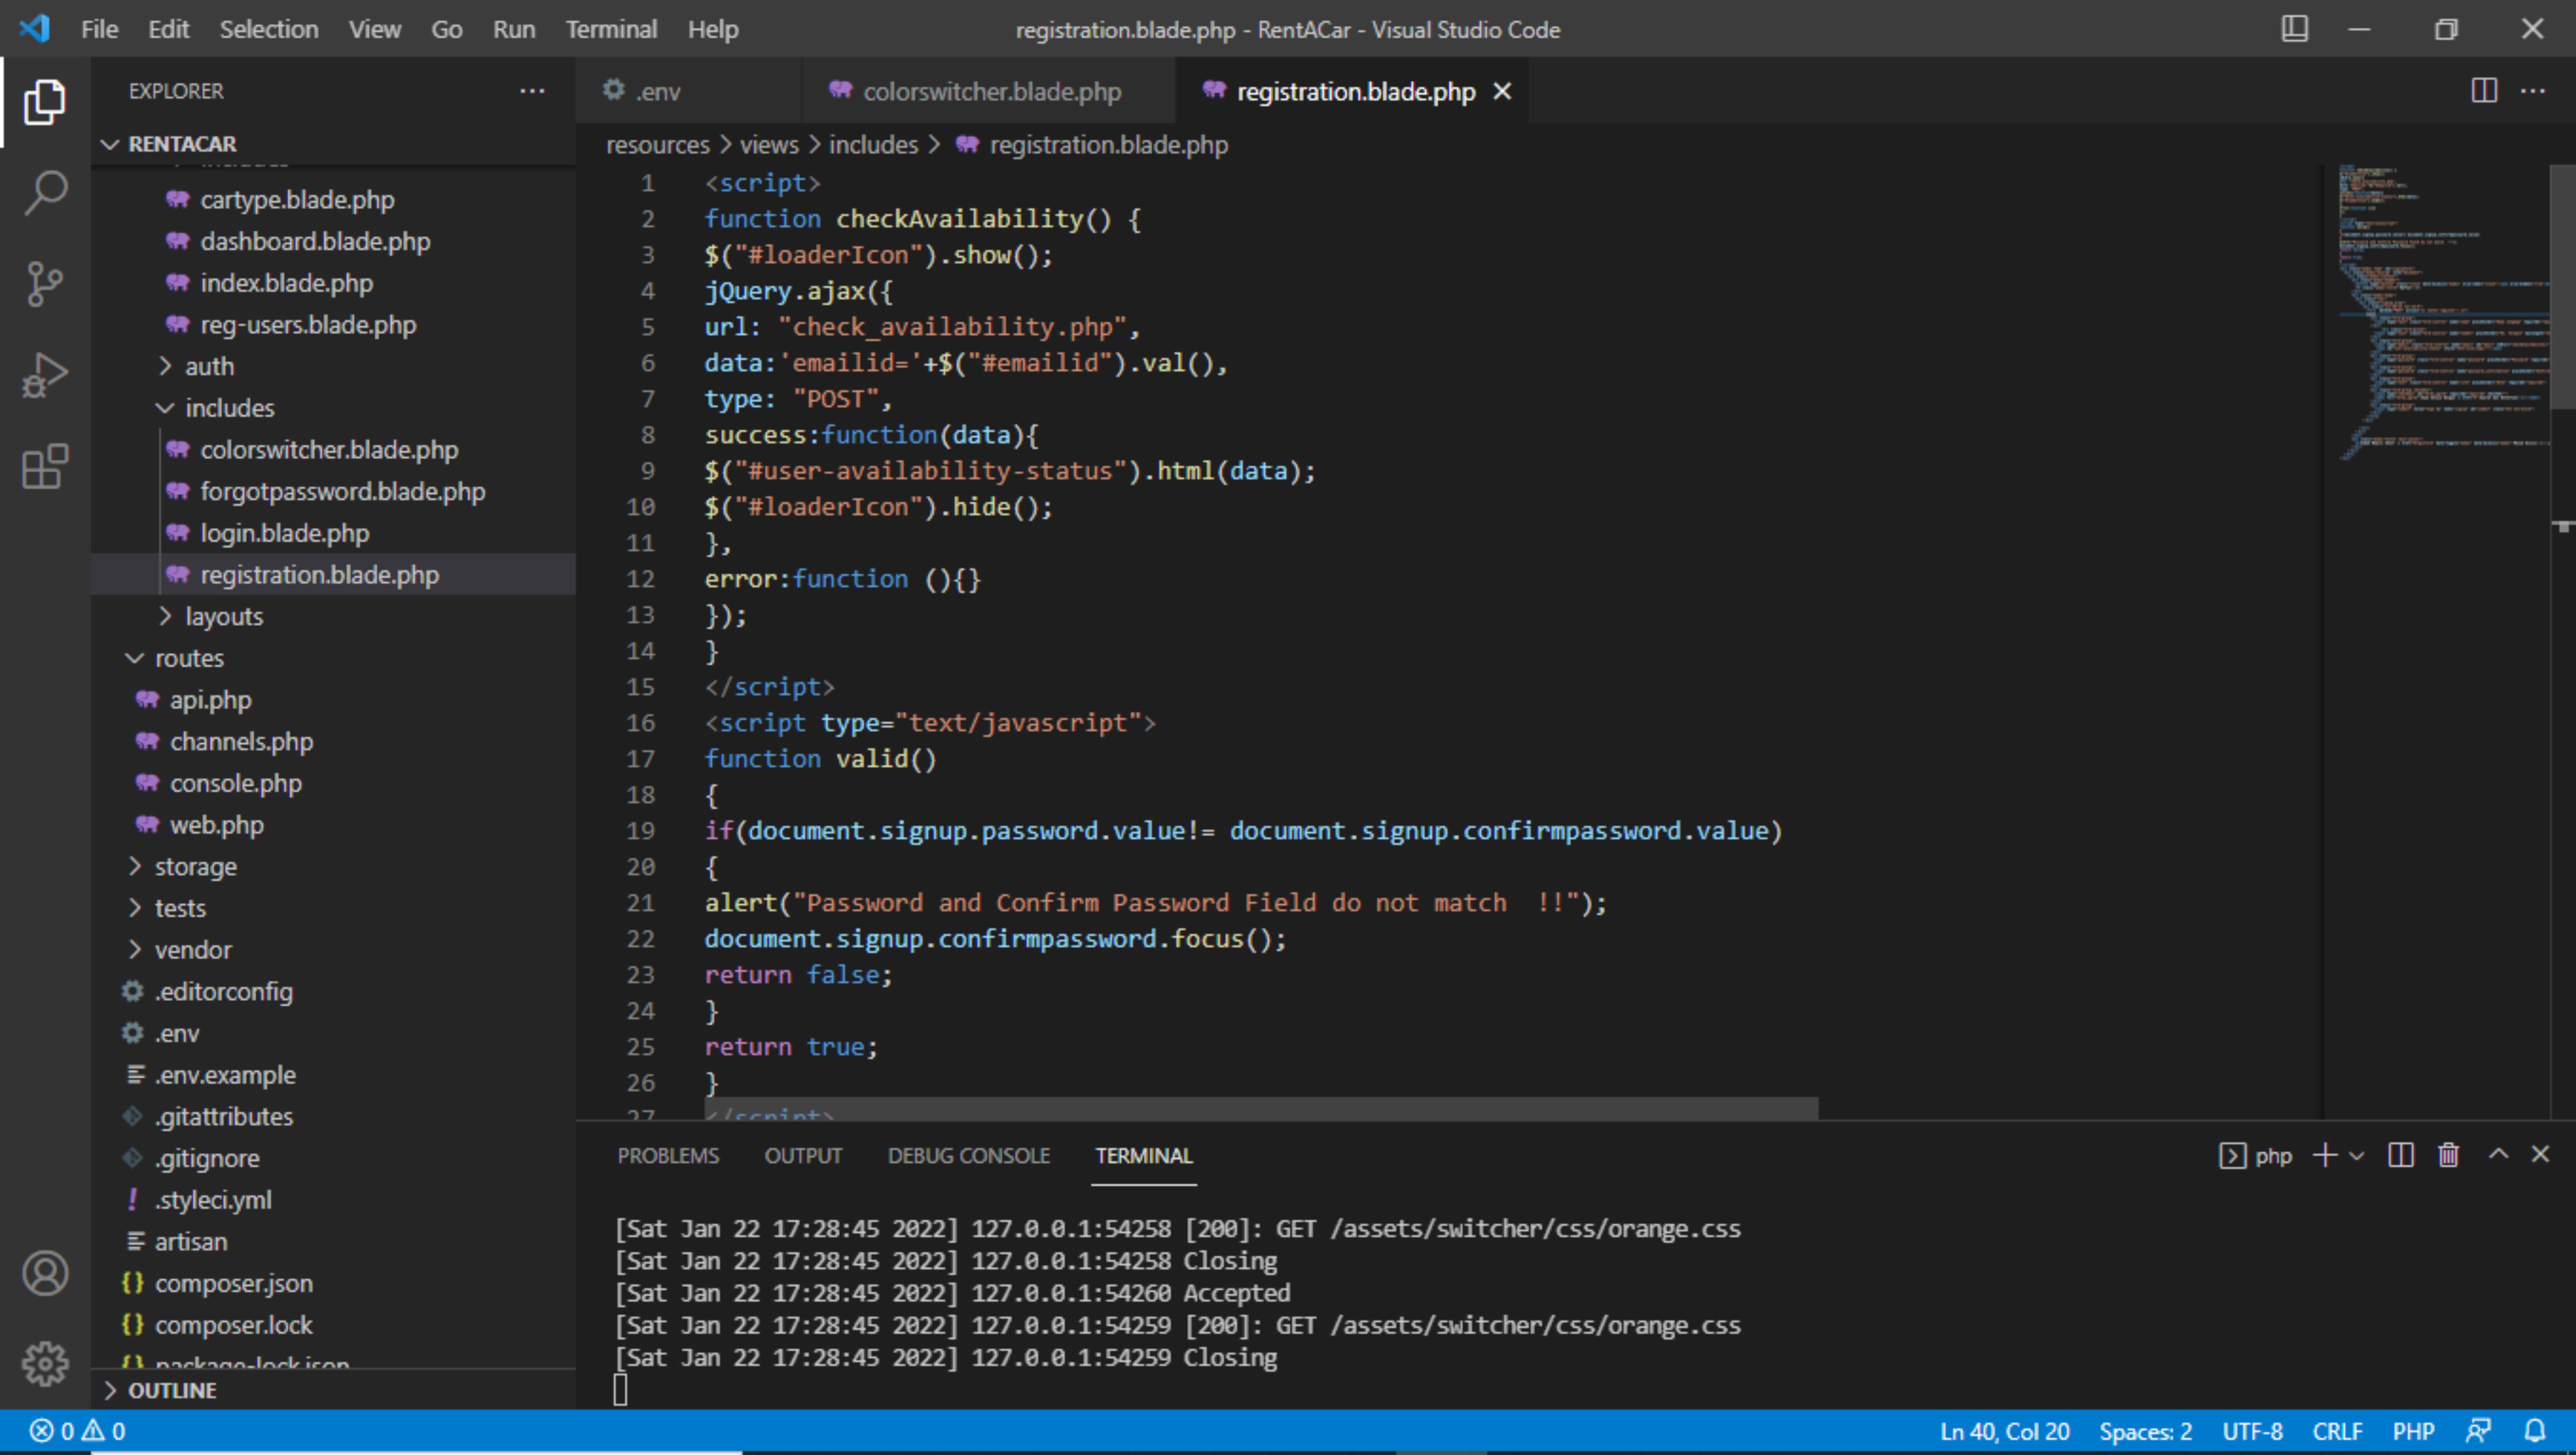 File Edit Selection View Go Run Terminal Help
registration.blade.php - RentACar - Visual Studio Code
EXPLORER
RENTACAR
cartype.blade.php
dashboard.blade.php
index.blade.php
reg-users.blade.php
auth
includes
colorswitcher.blade.php
forgotpassword.blade.php
login.blade.php
registration.blade.php
layouts
routes
api.php
channels.php
console.php
web.php
storage
tests
vendor
.editorconfig
.env
.env.example
.gitattributes
.gitignore
.styleci.yml
artisan
composer.json
composer.lock
package-lock.json
OUTLINE
.env colorswitcher.blade.php registration.blade.php
resources > views > includes > registration.blade.php
1 <script>
2 function checkAvailability() {
3 $("#loaderIcon").show();
4 jQuery.ajax({
5 url: "check_availability.php",
6 data:'emailid='+$("#emailid").val(),
7 type: "POST",
8 success:function(data){
9 $("#user-availability-status").html(data);
10 $("#loaderIcon").hide();
11 },
12 error:function (){}
13 });
14 }
15 </script>
16 <script type="text/javascript">
17 function valid()
18 {
19 if(document.signup.password.value!= document.signup.confirmpassword.value)
20 {
21 alert("Password and Confirm Password Field do not match  !!");
22 document.signup.confirmpassword.focus();
23 return false;
24 }
25 return true;
26 }
27 </script>
PROBLEMS OUTPUT DEBUG CONSOLE TERMINAL
php
[Sat Jan 22 17:28:45 2022] 127.0.0.1:54258 [200]: GET /assets/switcher/css/orange.css
[Sat Jan 22 17:28:45 2022] 127.0.0.1:54258 Closing
[Sat Jan 22 17:28:45 2022] 127.0.0.1:54260 Accepted
[Sat Jan 22 17:28:45 2022] 127.0.0.1:54259 [200]: GET /assets/switcher/css/orange.css
[Sat Jan 22 17:28:45 2022] 127.0.0.1:54259 Closing
0 0
Ln 40, Col 20 Spaces: 2 UTF-8 CRLF PHP